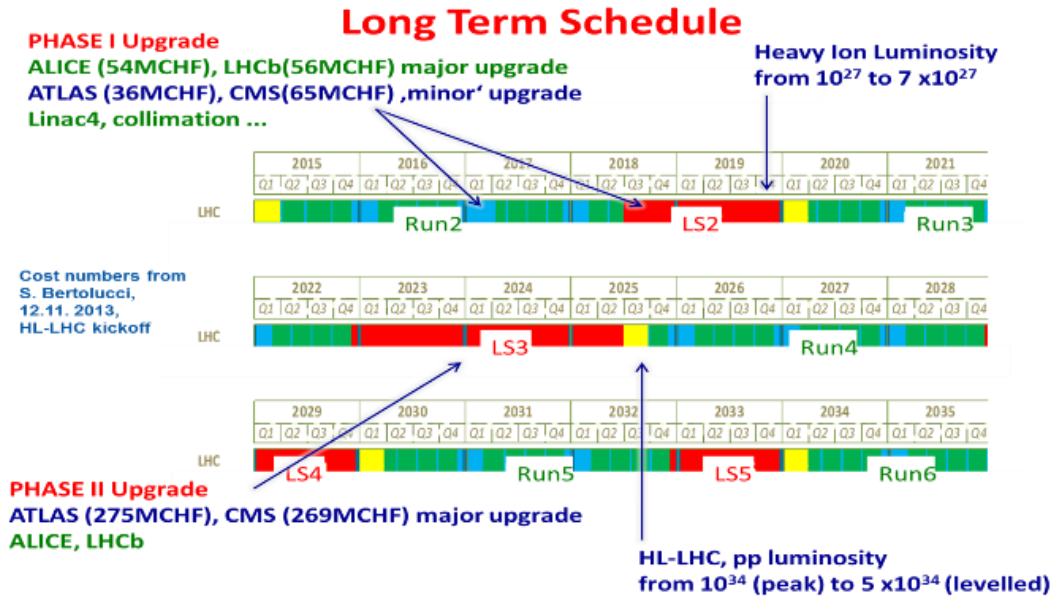 Long Term Schedule
PHASE I Upgrade
ALICE (54MCHF), LHCb(56MCHF) major upgrade
ATLAS (36MCHF), CMS(65MCHF) ‚minor‘ upgrade
Linac4, collimation ...
Heavy Ion Luminosity
from 10²⁷ to 7 x10²⁷
2015 2016 2017 2018 2019 2020 2021
Q1 Q2 Q3 Q4 Q1 Q2 Q3 Q4 Q1 Q2 Q3 Q4 Q1 Q2 Q3 Q4 Q1 Q2 Q3 Q4 Q1 Q2 Q3 Q4 Q1 Q2 Q3 Q4
LHC Run2 LS2 Run3
Cost numbers from
S. Bertolucci,
12.11. 2013,
HL-LHC kickoff
2022 2023 2024 2025 2026 2027 2028
Q1 Q2 Q3 Q4 Q1 Q2 Q3 Q4 Q1 Q2 Q3 Q4 Q1 Q2 Q3 Q4 Q1 Q2 Q3 Q4 Q1 Q2 Q3 Q4 Q1 Q2 Q3 Q4
LHC LS3 Run4
2029 2030 2031 2032 2033 2034 2035
Q1 Q2 Q3 Q4 Q1 Q2 Q3 Q4 Q1 Q2 Q3 Q4 Q1 Q2 Q3 Q4 Q1 Q2 Q3 Q4 Q1 Q2 Q3 Q4 Q1 Q2 Q3 Q4
LHC LS4 Run5 LS5 Run6
PHASE II Upgrade
ATLAS (275MCHF), CMS (269MCHF) major upgrade
ALICE, LHCb
HL-LHC, pp luminosity
from 10³⁴ (peak) to 5 x10³⁴ (levelled)